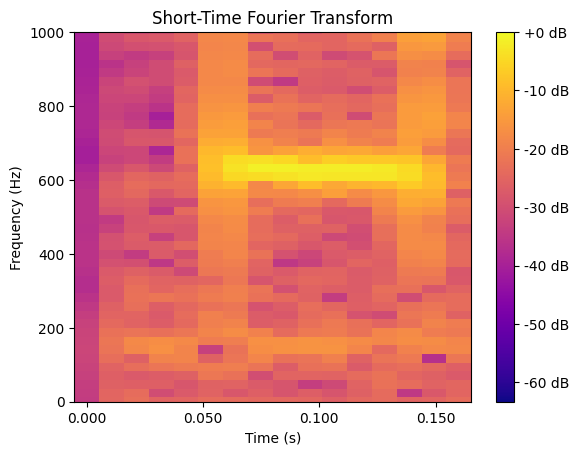 Short-Time Fourier Transform
1000
800
600
400
200
0
Frequency (Hz)
0.000
0.050
0.100
0.150
Time (s)
+0 dB
-10 dB
-20 dB
-30 dB
-40 dB
-50 dB
-60 dB